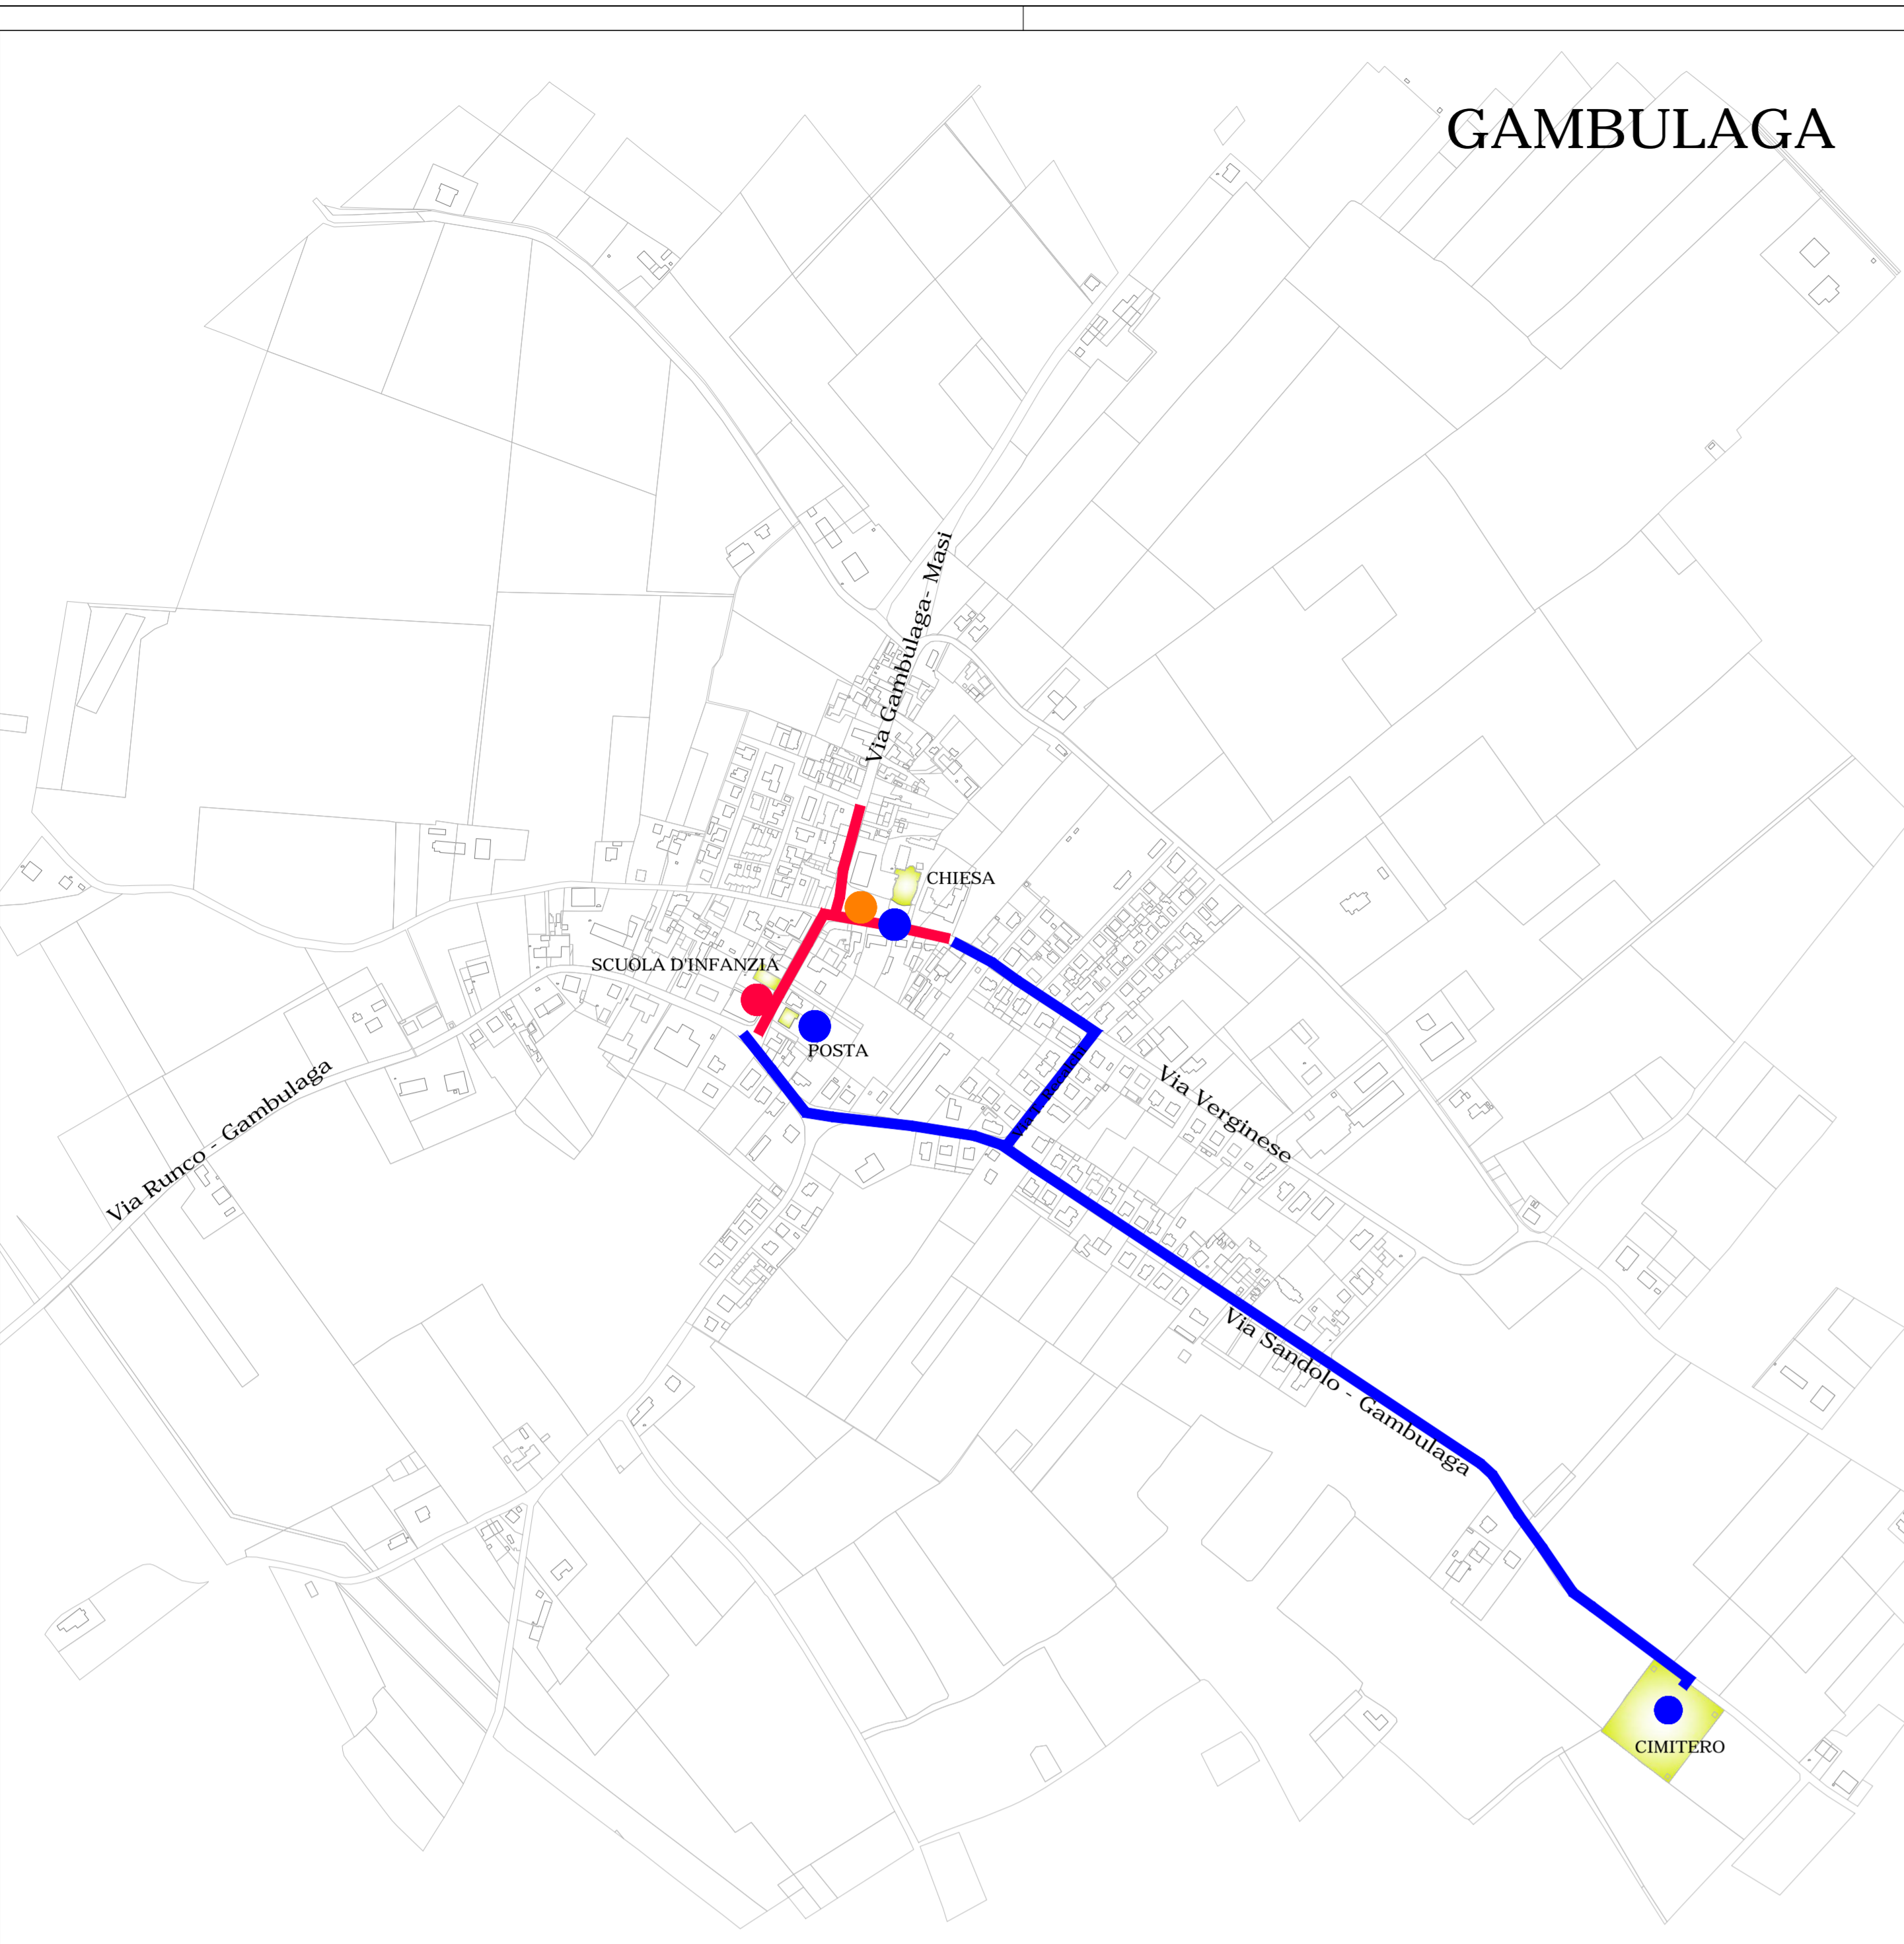 GAMBULAGA
Via Gambulaga- Masi
CHIESA
SCUOLA D'INFANZIA
POSTA
Via Runco - Gambulaga
Via Verginese
Via Sandolo - Gambulaga
CIMITERO